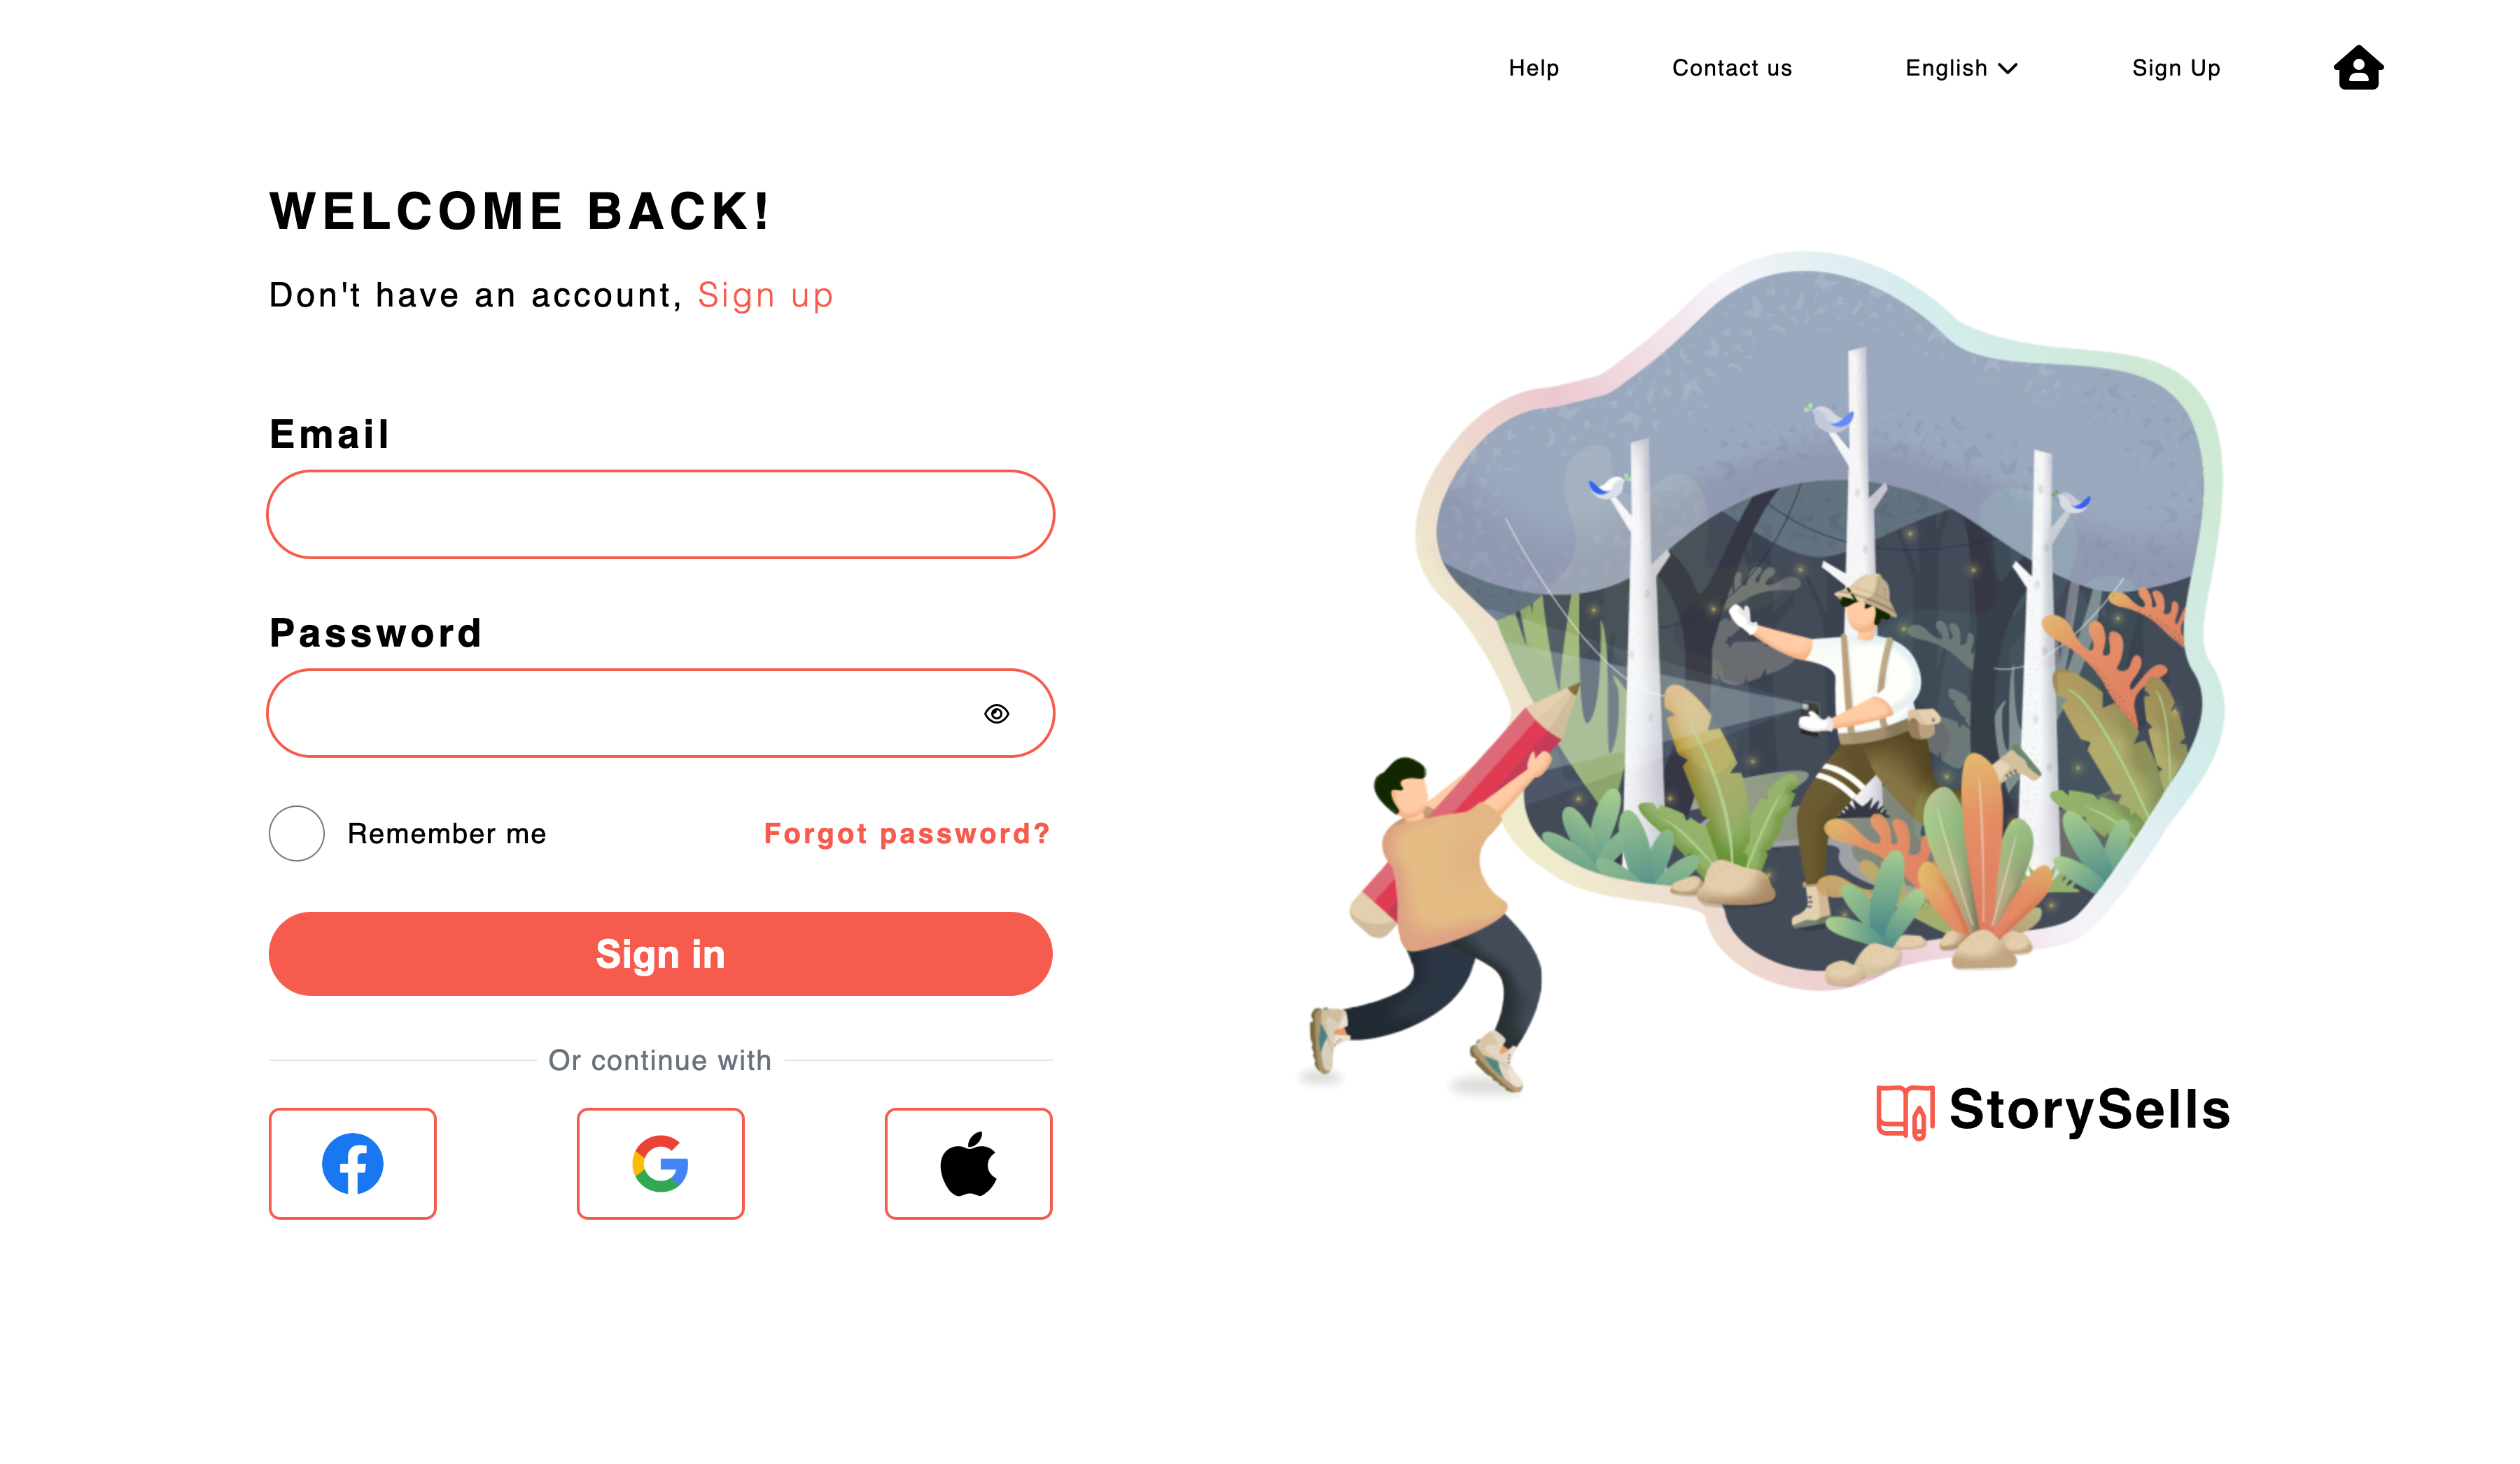 Help Contact us English Sign Up
WELCOME BACK!
Don't have an account, Sign up
Email
Password
Remember me Forgot password?
Sign in
Or continue with
StorySells